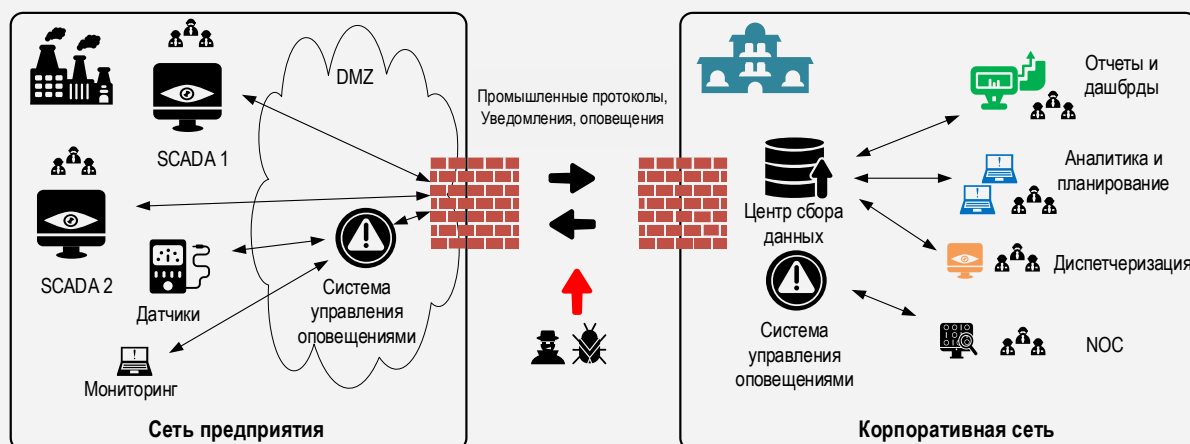 SCADA 1
DMZ
SCADA 2
Датчики
Мониторинг
Система
управления
оповещениями
Сеть предприятия
Промышленные протоколы,
Уведомления, оповещения
Центр сбора
данных
Система
управления
оповещениями
Отчеты и
дашбрды
Аналитика и
планирование
Диспетчеризация
NOC
Корпоративная сеть